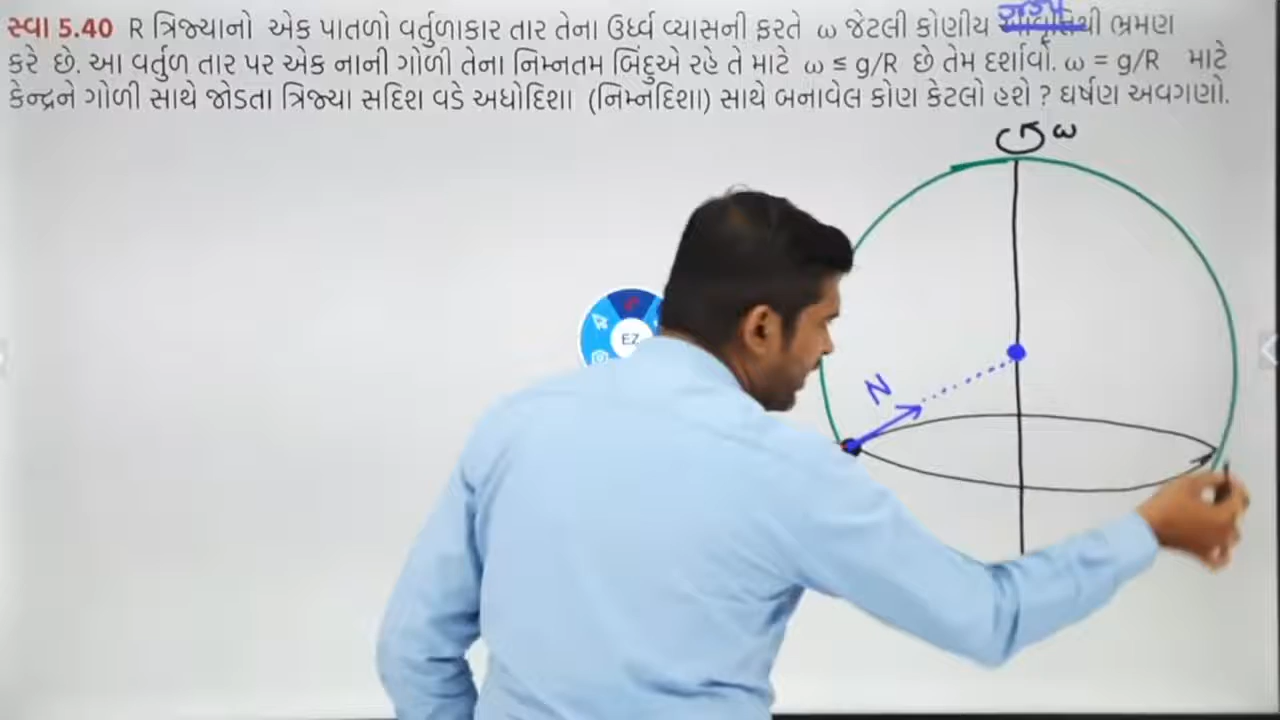 સ્વા 5.40 R ત્રિજ્યાનો એક પાતળો વર્તુળાકાર તાર તેના ઉર્ધ્વ વ્યાસની ફરતે ω જેટલી કોણીય આવૃત્તિથી ભ્રમણ
કરે છે. આ વર્તુળ તાર પર એક નાની ગોળી તેના નિમ્નતમ બિંદુએ રહે તે માટે ω ≤ g/R છે તેમ દર્શાવો. ω = g/R માટે
કેન્દ્રને ગોળી સાથે જોડતા ત્રિજ્યા સદિશ વડે અધોદિશા (નિમ્નદિશા) સાથે બનાવેલ કોણ કેટલો હશે ? ઘર્ષણ અવગણો.
ω
EZ
N